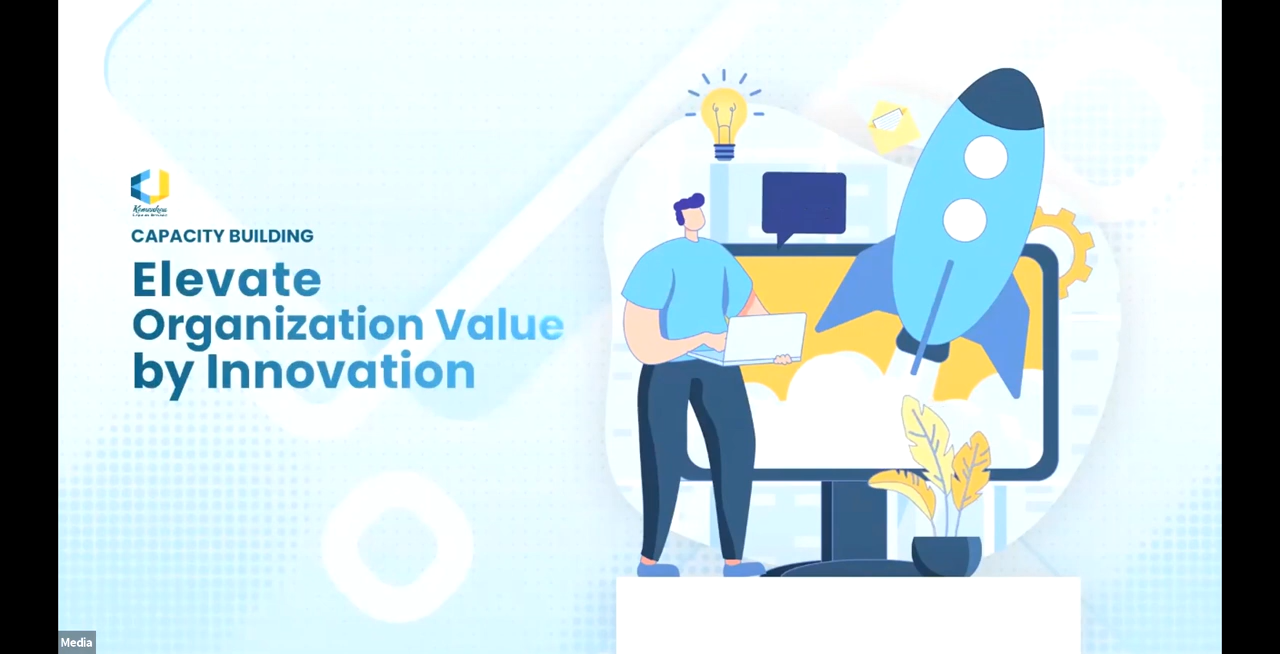 CAPACITY BUILDING
Elevate
Organization Value
by Innovation
Media